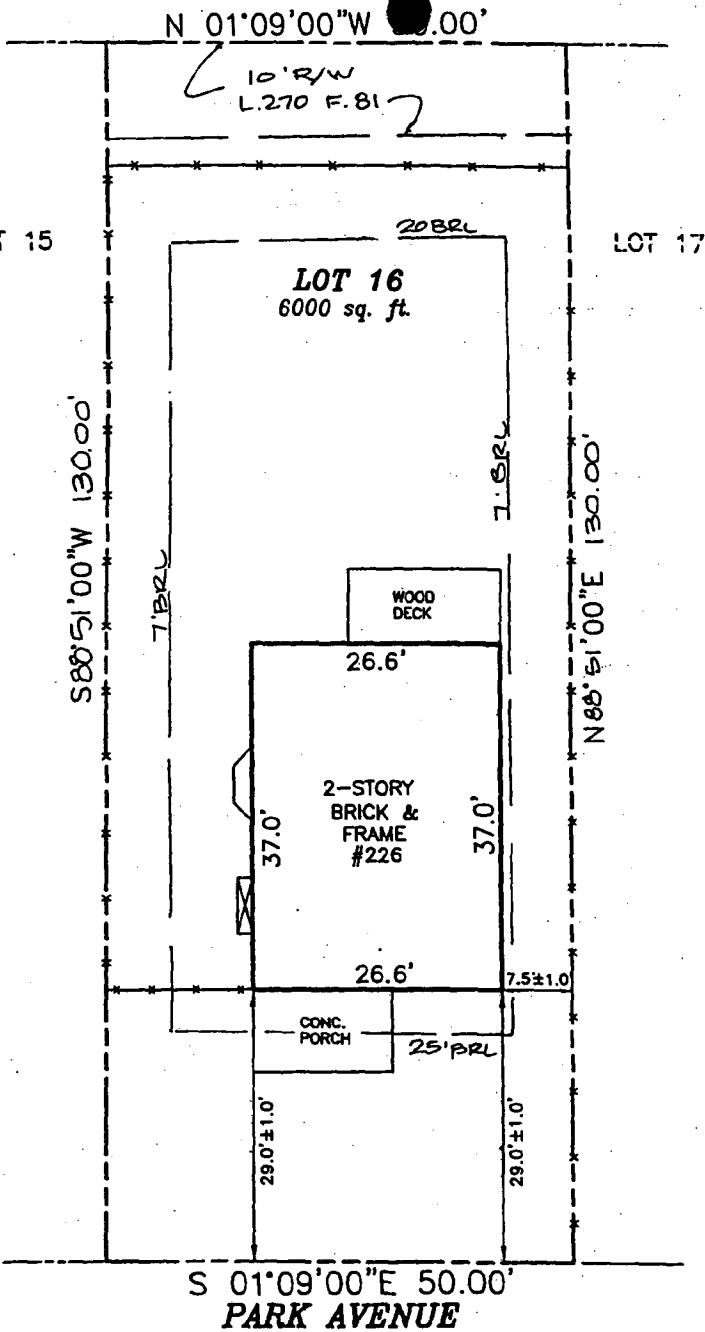 N 01°09'00"W .00'
10' R/W
L.270 F.81
15
20 BRL
LOT 17
LOT 16
6000 sq. ft.
S88°51'00"W 130.00'
7' BRL
7' BRL
N88°51'00"E 130.00'
WOOD
DECK
26.6'
2-STORY
BRICK &
FRAME
#226
37.0'
37.0'
26.6'
7.5±1.0
CONC.
PORCH
25' BRL
29.0'±1.0'
29.0'±1.0'
S 01°09'00"E 50.00'
PARK AVENUE